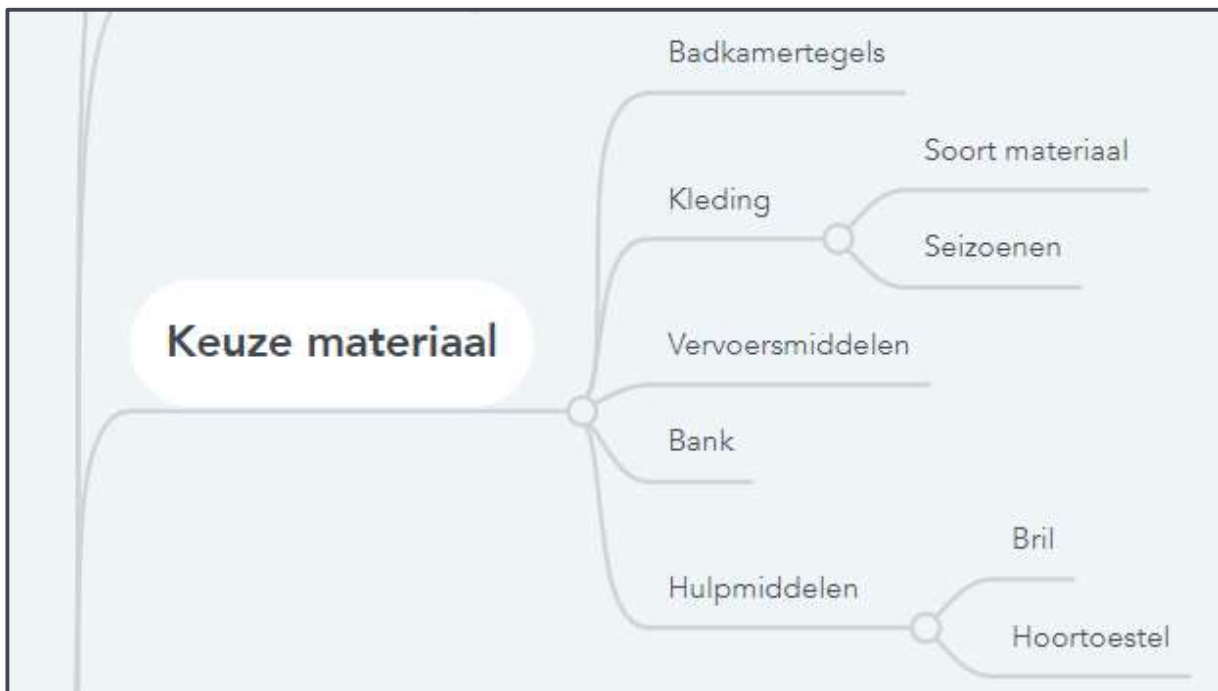 Badkamertegels
Soort materiaal
Kleding
Seizoenen
Keuze materiaal
Vervoersmiddelen
Bank
Bril
Hulpmiddelen
Hoortoestel